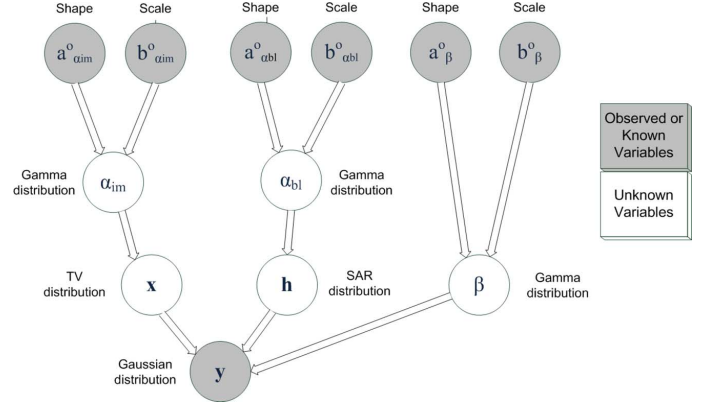 Shape Scale Shape Scale Shape Scale
a°αim b°αim a°αbl b°αbl a°β b°β
Observed or
Known
Variables
Unknown
Variables
Gamma
distribution
αim
αbl
Gamma
distribution
TV
distribution
x
h
SAR
distribution
β
Gamma
distribution
Gaussian
distribution
y